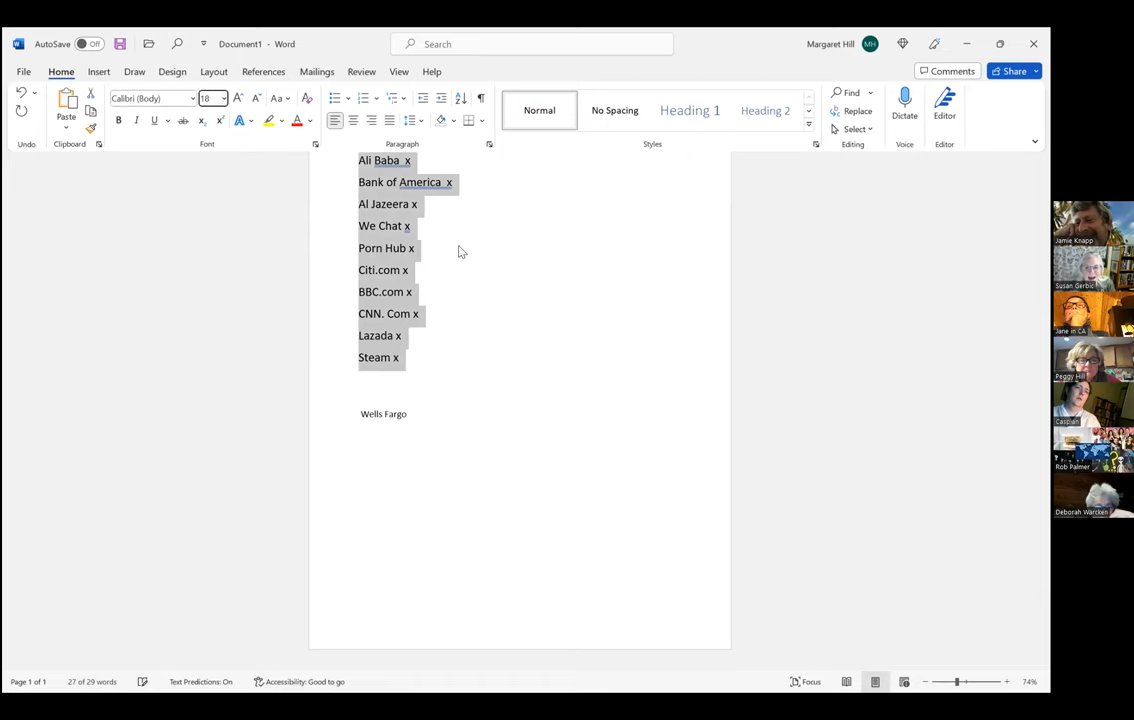 AutoSave Off Document1 - Word Search Margaret Hill MH
File Home Insert Draw Design Layout References Mailings Review View Help Comments Share
Calibri (Body) 18 Aa Normal No Spacing Heading 1 Heading 2 Find
Paste Replace
B I U ab x₂ x² A A Select Dictate Editor
Undo Clipboard Font Paragraph Styles Editing Voice Editor
Ali Baba x
Bank of America x
Al Jazeera x
We Chat x
Porn Hub x
Citi.com x
BBC.com x
CNN. Com x
Lazada x
Steam x
Wells Fargo
Jamie Knapp
Susan Gerbic
Jane in CA
Peggy Hill
Caspian
Rob Palmer
Deborah Warcken
Page 1 of 1 27 of 29 words Text Predictions: On Accessibility: Good to go Focus 74%